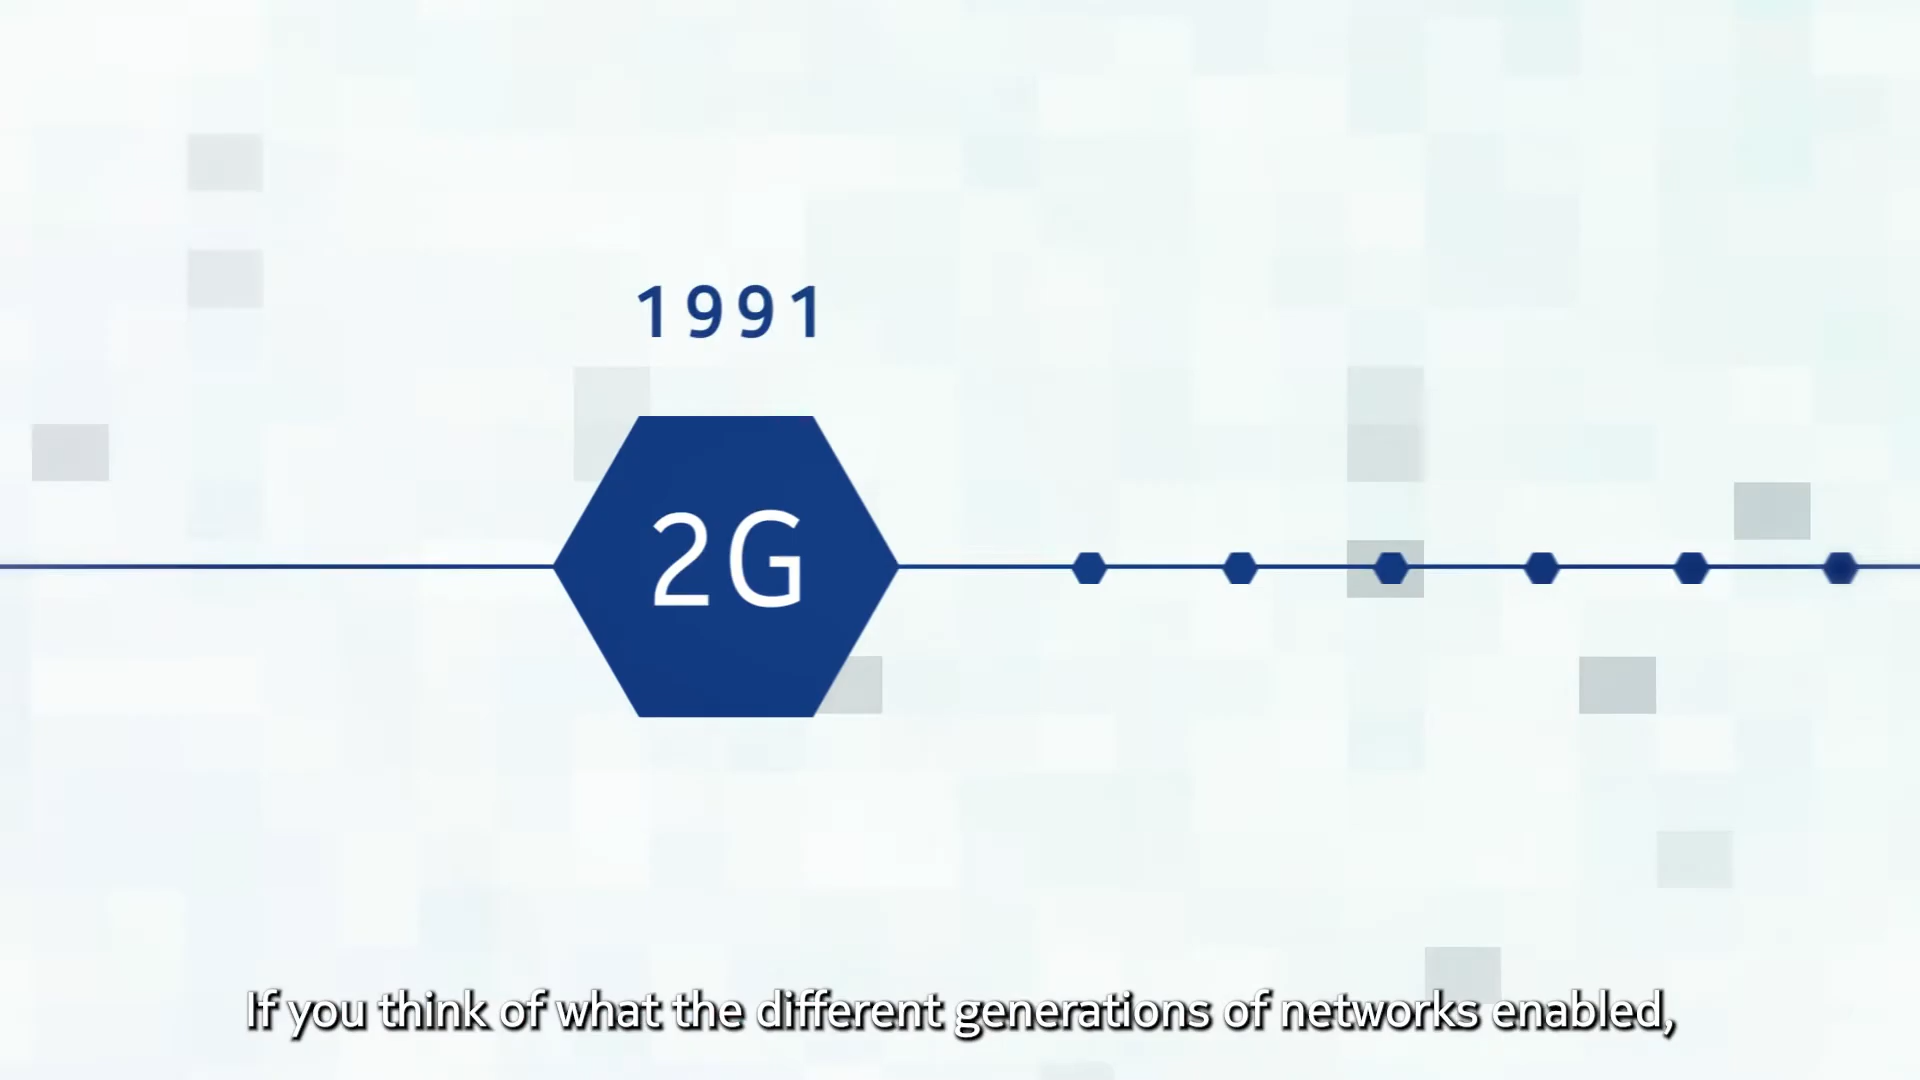 1991
2G
If you think of what the different generations of networks enabled,